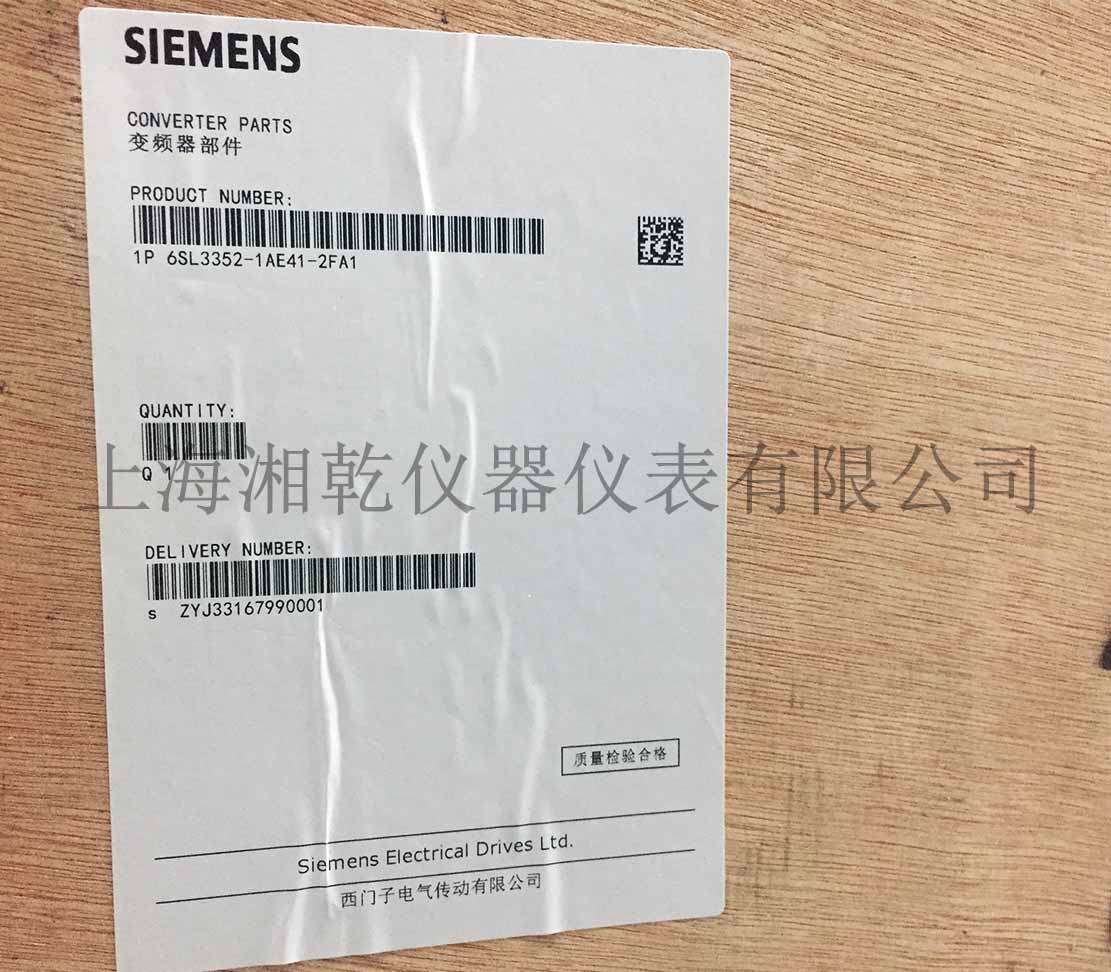 SIEMENS
CONVERTER PARTS
变频器部件
PRODUCT NUMBER:
1P 6SL3352-1AE41-2FA1
QUANTITY:
Q 1
上海湘乾仪器仪表有限公司
DELIVERY NUMBER:
s ZYJ33167990001
质量检验合格
Siemens Electrical Drives Ltd.
西门子电气传动有限公司